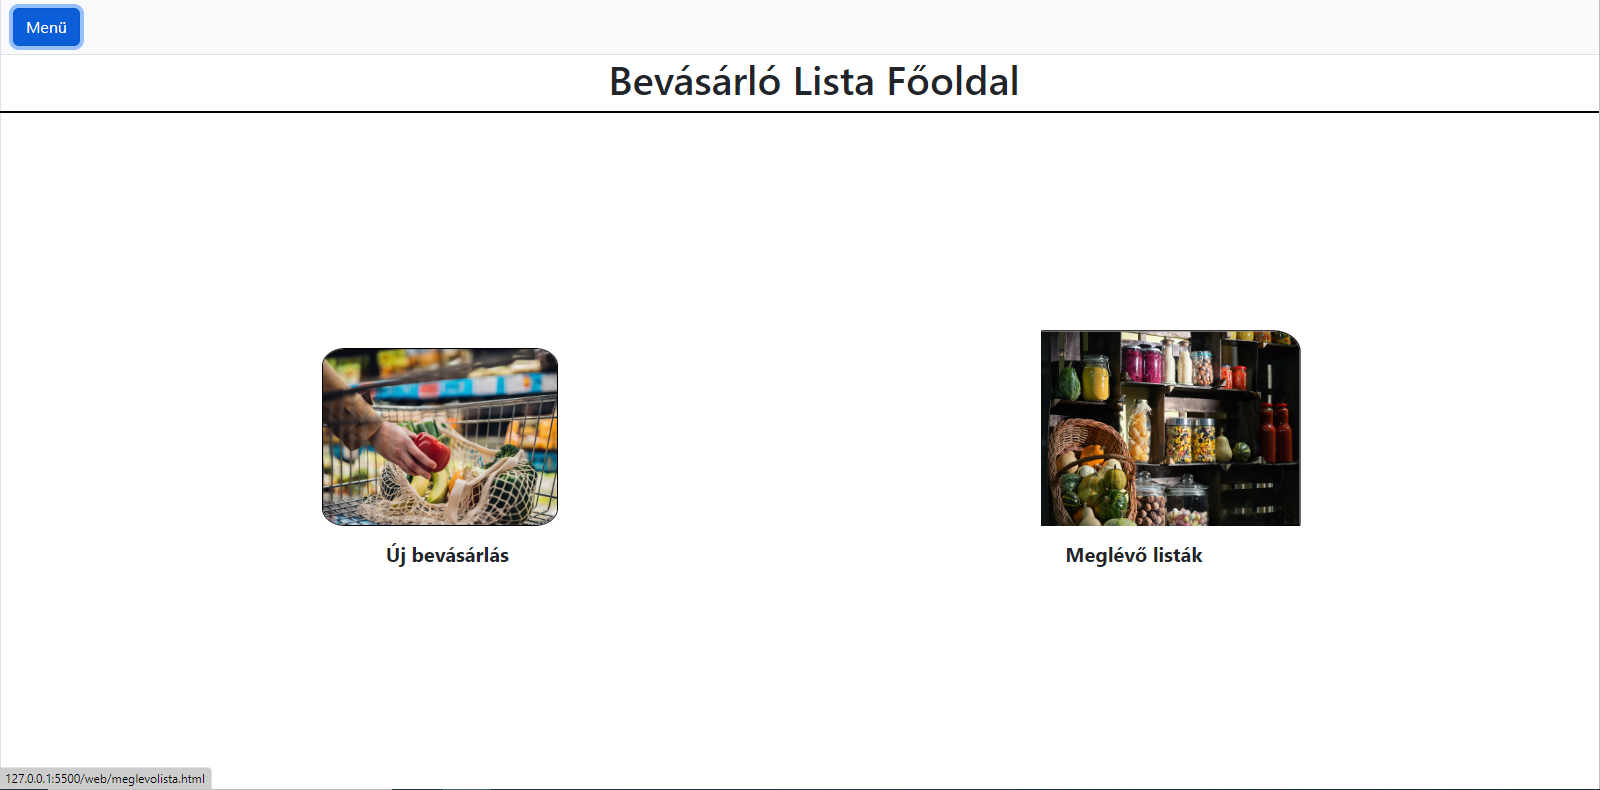 Menü
Bevásárló Lista Főoldal
Új bevásárlás
Meglévő listák
127.0.0.1:5500/web/meglevolista.html